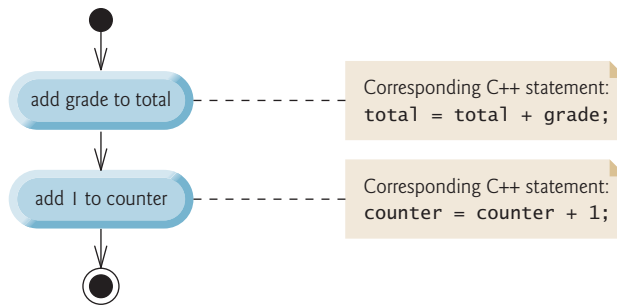 add grade to total
Corresponding C++ statement:
total = total + grade;
add 1 to counter
Corresponding C++ statement:
counter = counter + 1;